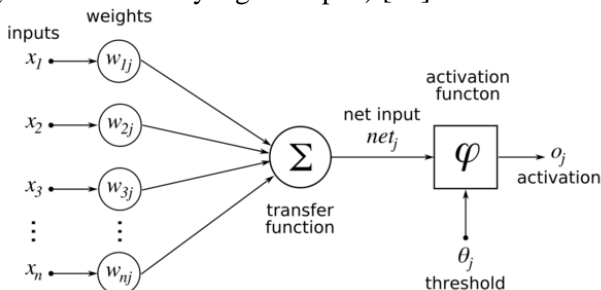 weights
inputs
x1
w1j
x2
w2j
x3
w3j
xn
wnj
Σ
transfer
function
net input
netj
activation
functon
φ
oj
activation
θj
threshold